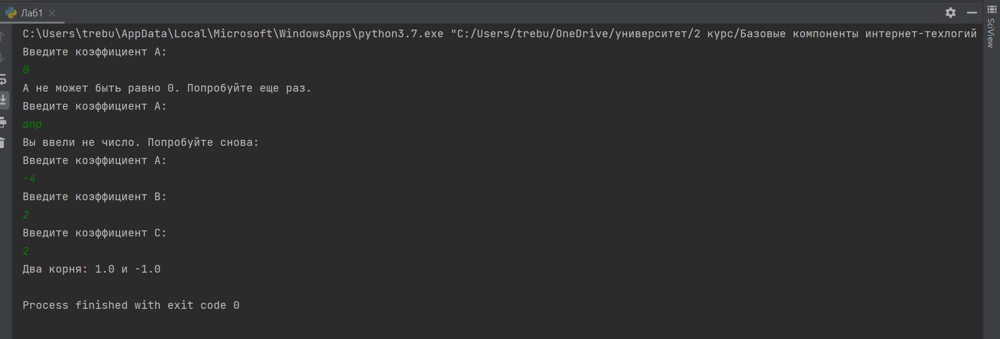 Лаб1
C:\Users\trebu\AppData\Local\Microsoft\WindowsApps\python3.7.exe "C:/Users/trebu/OneDrive/университет/2 курс/Базовые компоненты интернет-техлогий
Введите коэффициент А:
0
А не может быть равно 0. Попробуйте еще раз.
Введите коэффициент А:
апр
Вы ввели не число. Попробуйте снова:
Введите коэффициент А:
-4
Введите коэффициент В:
2
Введите коэффициент С:
2
Два корня: 1.0 и -1.0
Process finished with exit code 0
SciView